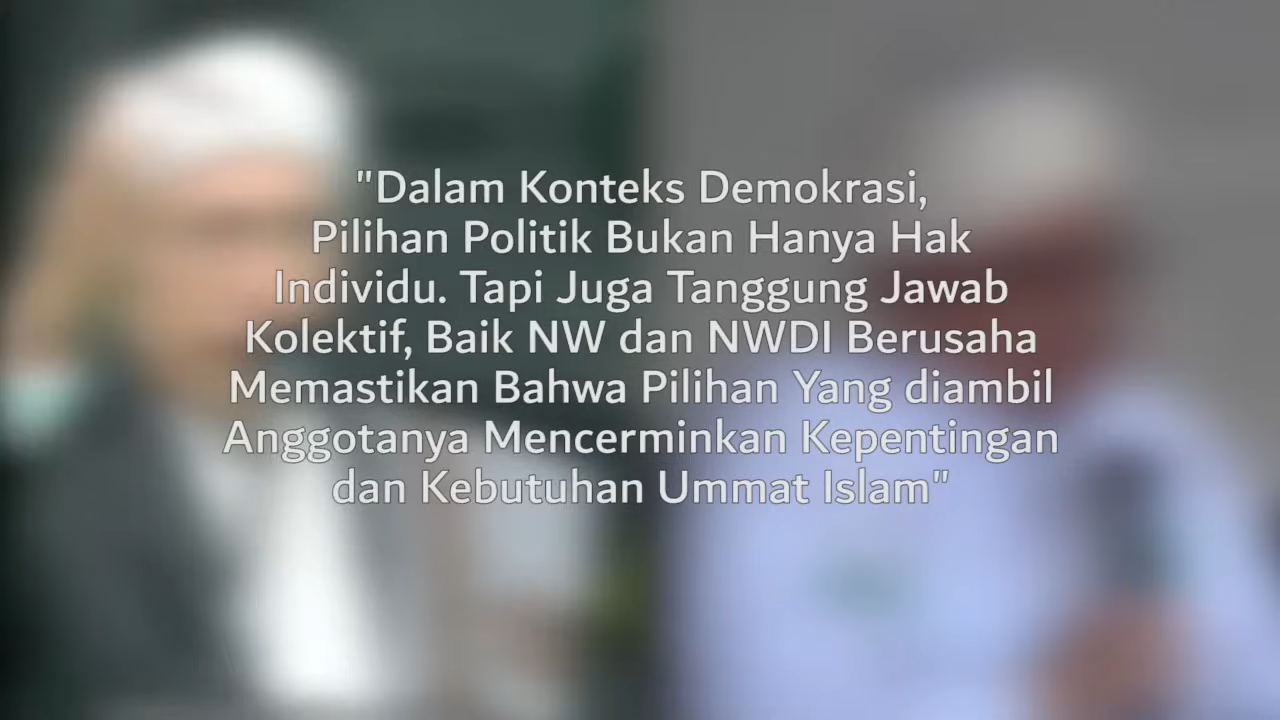 "Dalam Konteks Demokrasi,
Pilihan Politik Bukan Hanya Hak
Individu. Tapi Juga Tanggung Jawab
Kolektif, Baik NW dan NWDI Berusaha
Memastikan Bahwa Pilihan Yang diambil
Anggotanya Mencerminkan Kepentingan
dan Kebutuhan Ummat Islam"